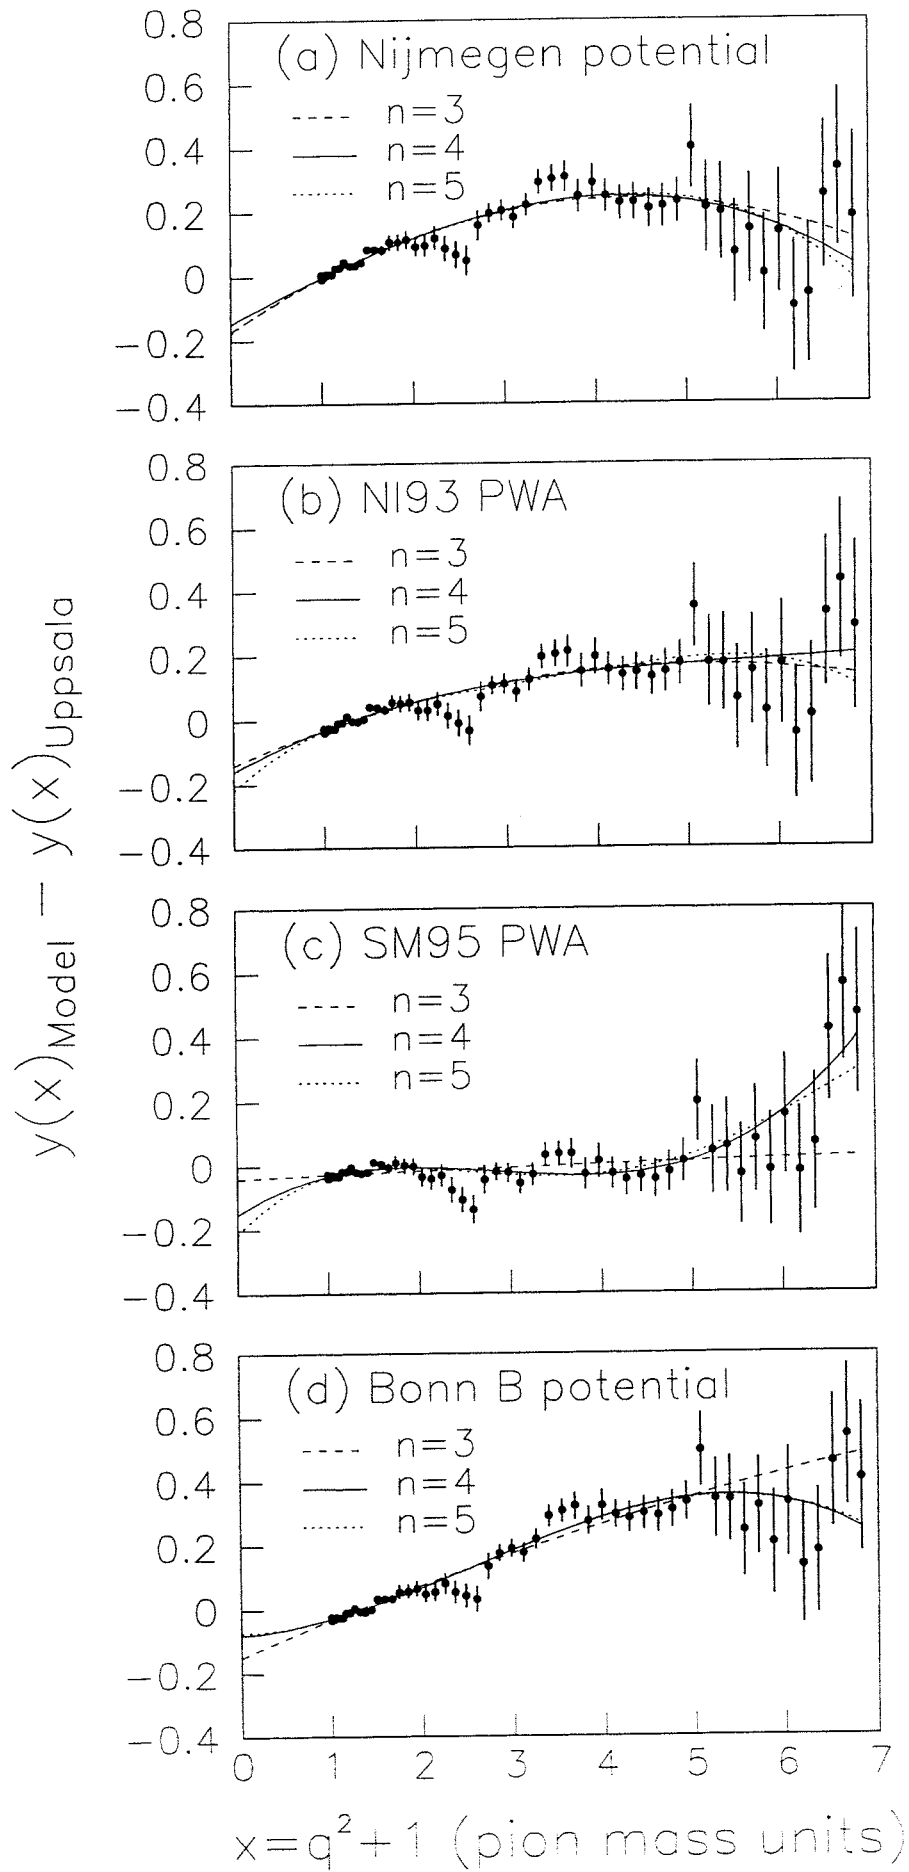 y(x)Model − y(x)Uppsala
0.8
0.6
0.4
0.2
0
−0.2
−0.4
(a) Nijmegen potential
n=3
n=4
n=5
0.8
0.6
0.4
0.2
0
−0.2
−0.4
(b) NI93 PWA
n=3
n=4
n=5
0.8
0.6
0.4
0.2
0
−0.2
−0.4
(c) SM95 PWA
n=3
n=4
n=5
0.8
0.6
0.4
0.2
0
−0.2
−0.4
(d) Bonn B potential
n=3
n=4
n=5
0 1 2 3 4 5 6 7
x=q²+1 (pion mass units)